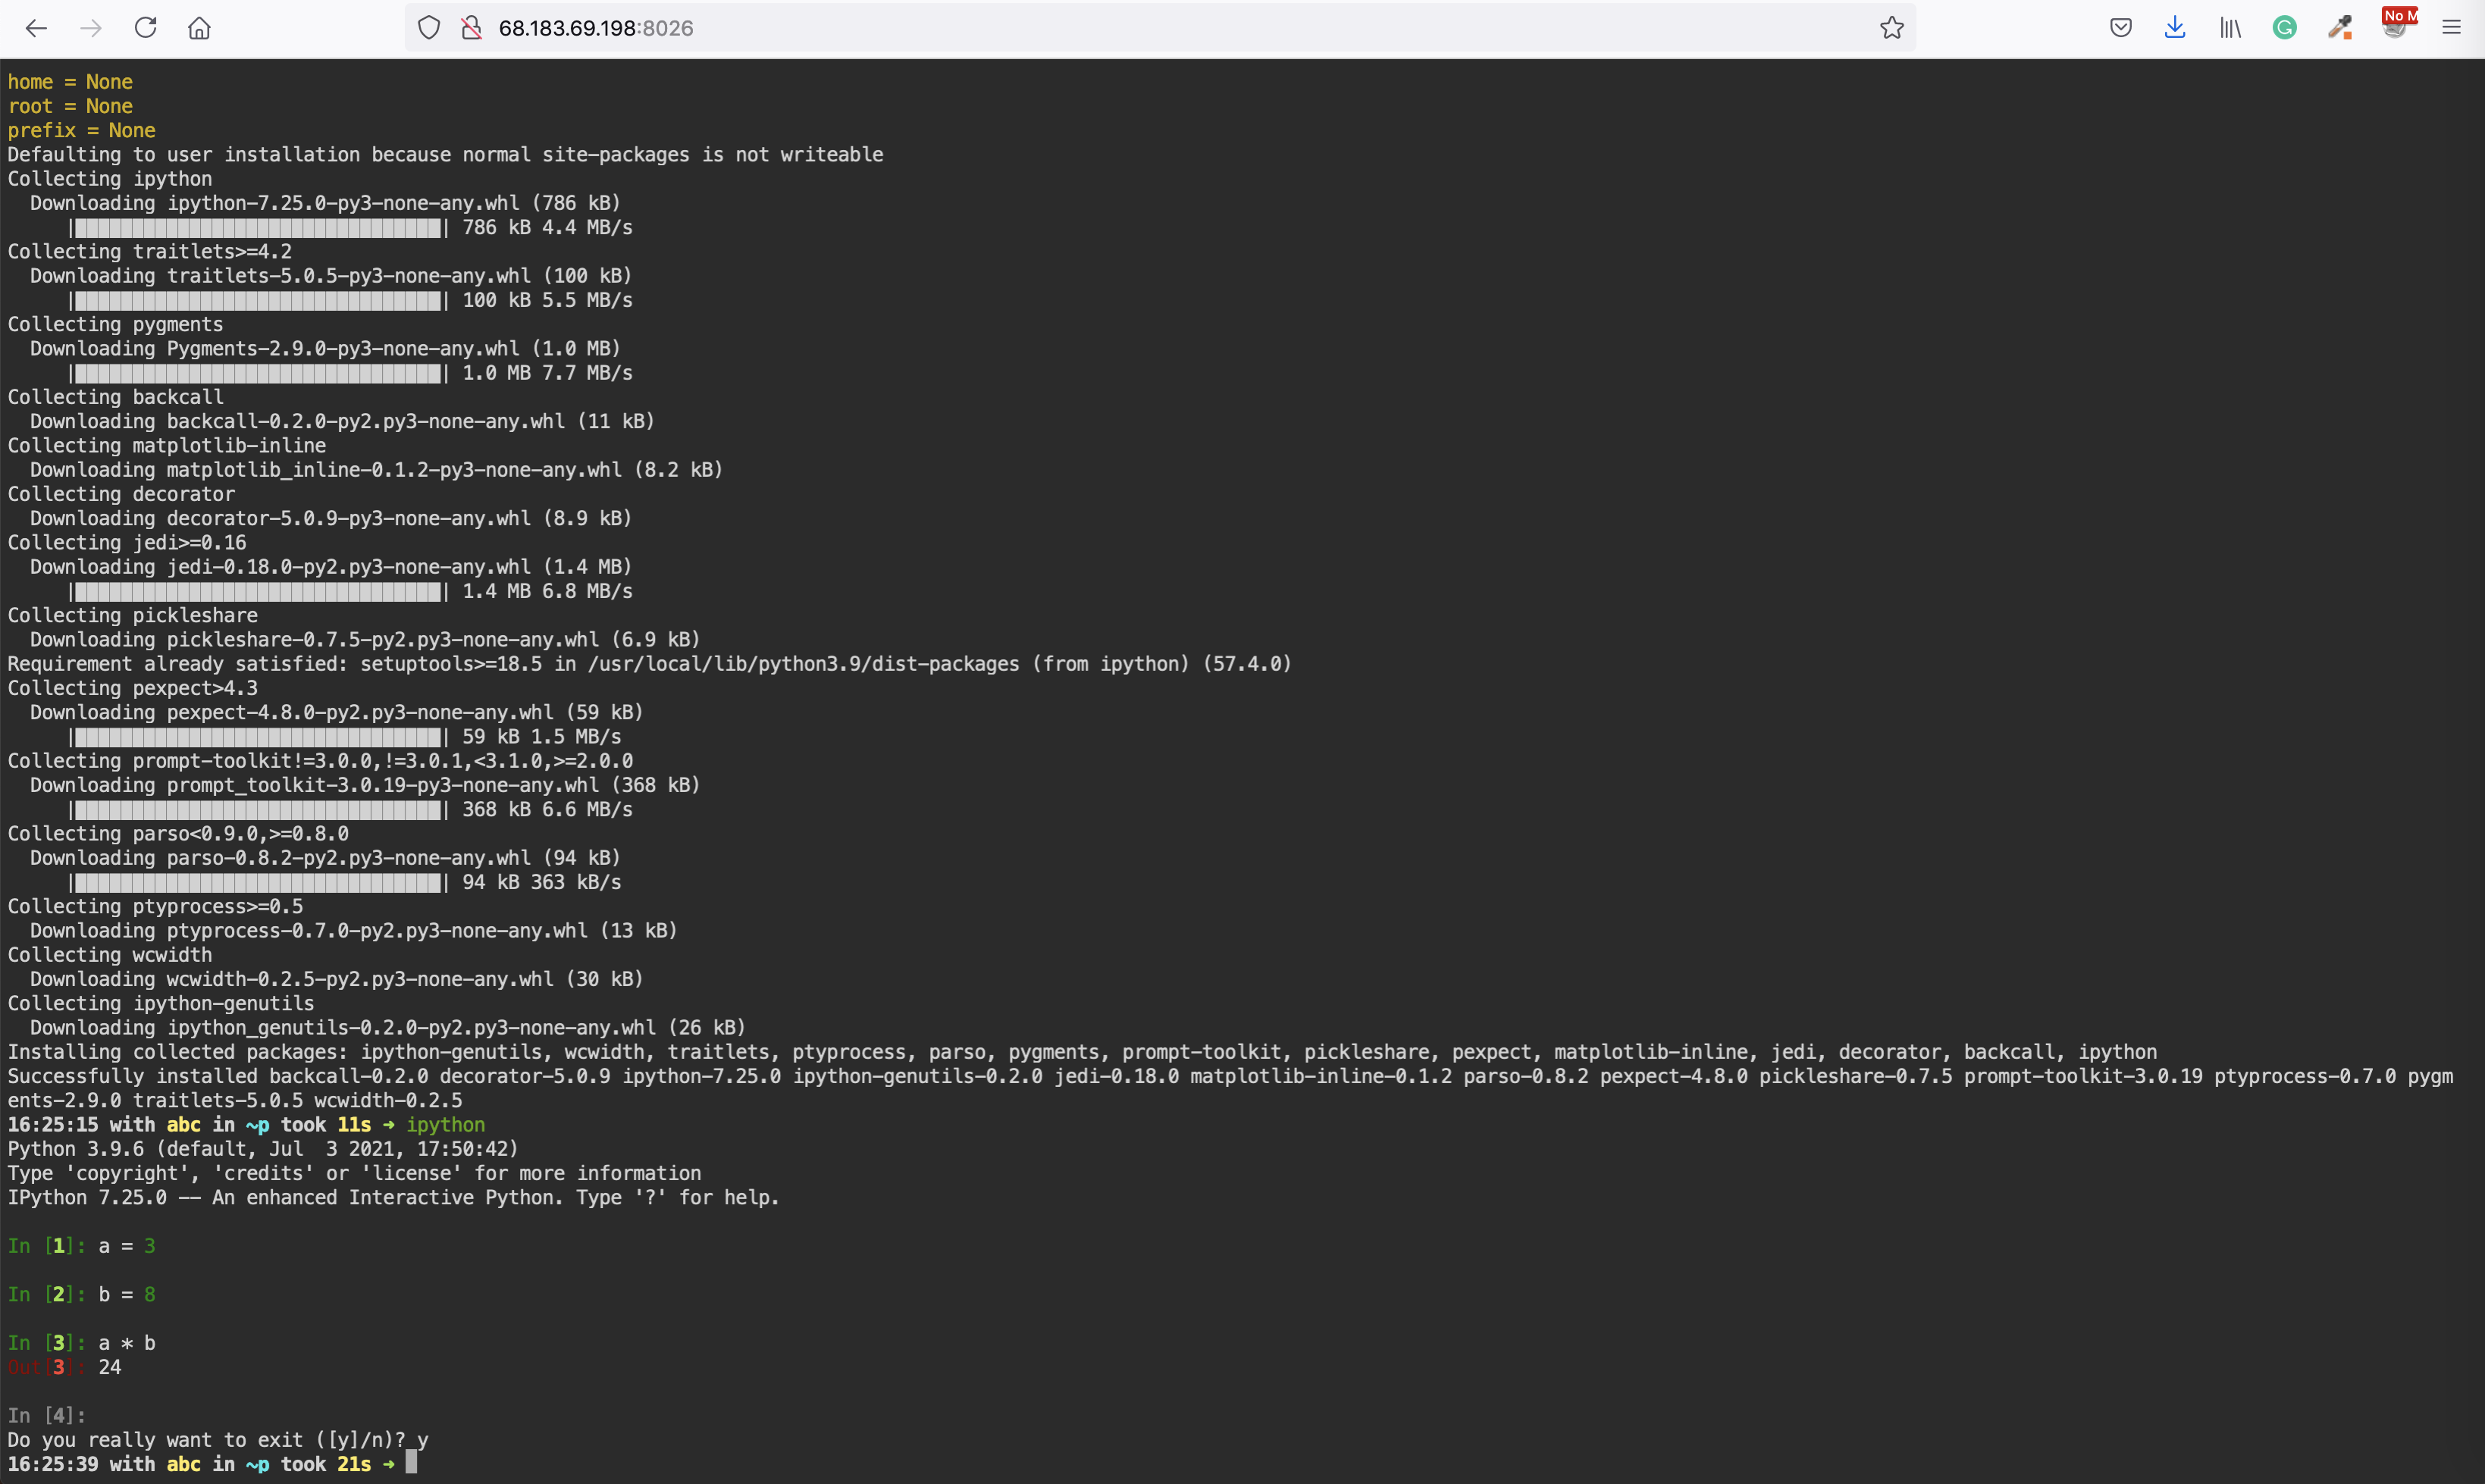 68.183.69.198:8026
No M
home = None
root = None
prefix = None
Defaulting to user installation because normal site-packages is not writeable
Collecting ipython
  Downloading ipython-7.25.0-py3-none-any.whl (786 kB)
     |████████████████████████████████| 786 kB 4.4 MB/s
Collecting traitlets>=4.2
  Downloading traitlets-5.0.5-py3-none-any.whl (100 kB)
     |████████████████████████████████| 100 kB 5.5 MB/s
Collecting pygments
  Downloading Pygments-2.9.0-py3-none-any.whl (1.0 MB)
     |████████████████████████████████| 1.0 MB 7.7 MB/s
Collecting backcall
  Downloading backcall-0.2.0-py2.py3-none-any.whl (11 kB)
Collecting matplotlib-inline
  Downloading matplotlib_inline-0.1.2-py3-none-any.whl (8.2 kB)
Collecting decorator
  Downloading decorator-5.0.9-py3-none-any.whl (8.9 kB)
Collecting jedi>=0.16
  Downloading jedi-0.18.0-py2.py3-none-any.whl (1.4 MB)
     |████████████████████████████████| 1.4 MB 6.8 MB/s
Collecting pickleshare
  Downloading pickleshare-0.7.5-py2.py3-none-any.whl (6.9 kB)
Requirement already satisfied: setuptools>=18.5 in /usr/local/lib/python3.9/dist-packages (from ipython) (57.4.0)
Collecting pexpect>4.3
  Downloading pexpect-4.8.0-py2.py3-none-any.whl (59 kB)
     |████████████████████████████████| 59 kB 1.5 MB/s
Collecting prompt-toolkit!=3.0.0,!=3.0.1,<3.1.0,>=2.0.0
  Downloading prompt_toolkit-3.0.19-py3-none-any.whl (368 kB)
     |████████████████████████████████| 368 kB 6.6 MB/s
Collecting parso<0.9.0,>=0.8.0
  Downloading parso-0.8.2-py2.py3-none-any.whl (94 kB)
     |████████████████████████████████| 94 kB 363 kB/s
Collecting ptyprocess>=0.5
  Downloading ptyprocess-0.7.0-py2.py3-none-any.whl (13 kB)
Collecting wcwidth
  Downloading wcwidth-0.2.5-py2.py3-none-any.whl (30 kB)
Collecting ipython-genutils
  Downloading ipython_genutils-0.2.0-py2.py3-none-any.whl (26 kB)
Installing collected packages: ipython-genutils, wcwidth, traitlets, ptyprocess, parso, pygments, prompt-toolkit, pickleshare, pexpect, matplotlib-inline, jedi, decorator, backcall, ipython
Successfully installed backcall-0.2.0 decorator-5.0.9 ipython-7.25.0 ipython-genutils-0.2.0 jedi-0.18.0 matplotlib-inline-0.1.2 parso-0.8.2 pexpect-4.8.0 pickleshare-0.7.5 prompt-toolkit-3.0.19 ptyprocess-0.7.0 pygm
ents-2.9.0 traitlets-5.0.5 wcwidth-0.2.5
16:25:15 with abc in ~p took 11s → ipython
Python 3.9.6 (default, Jul  3 2021, 17:50:42)
Type 'copyright', 'credits' or 'license' for more information
IPython 7.25.0 -- An enhanced Interactive Python. Type '?' for help.
In [1]: a = 3
In [2]: b = 8
In [3]: a * b
Out[3]: 24
In [4]:
Do you really want to exit ([y]/n)? y
16:25:39 with abc in ~p took 21s →